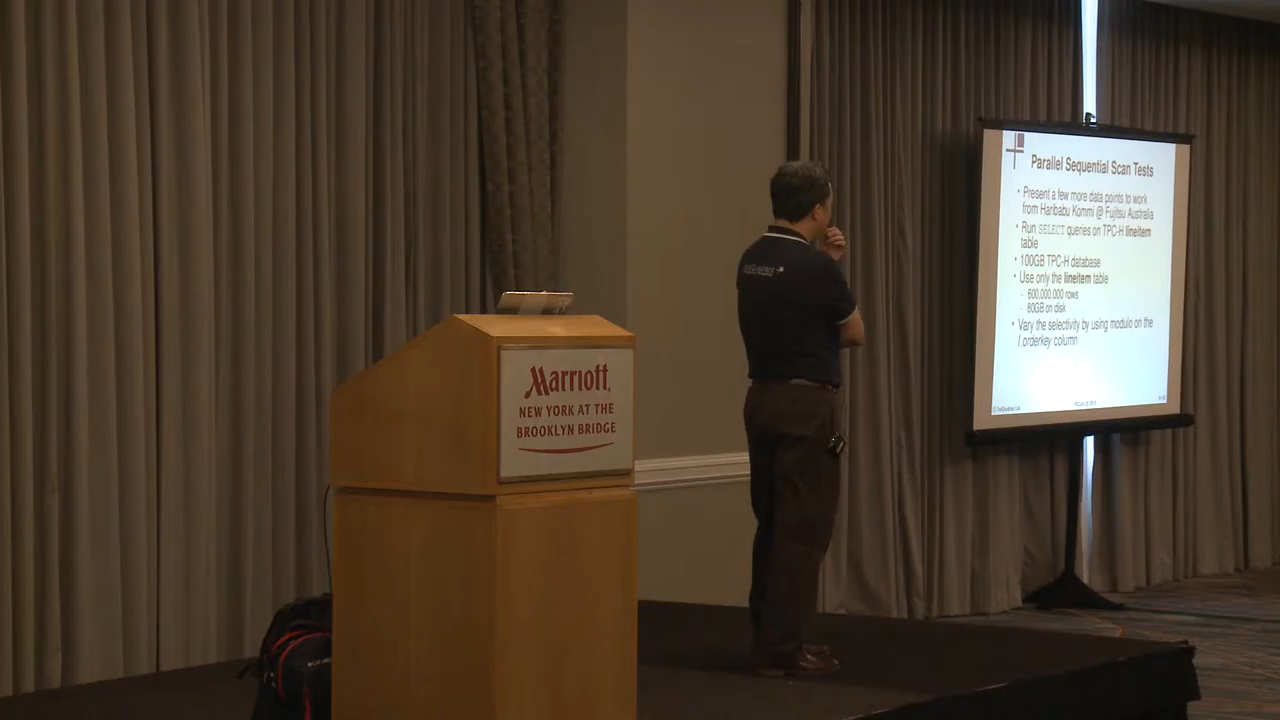 Marriott
NEW YORK AT THE
BROOKLYN BRIDGE
Parallel Sequential Scan Tests
• Present a few more data points to work
from Haribabu Kommi @ Fujitsu Australia
• Run SELECT queries on TPC-H lineitem
table
• 100GB TPC-H database
• Use only the lineitem table
- 600,000,000 rows
- 80GB on disk
• Vary the selectivity by using modulo on the
l_orderkey column